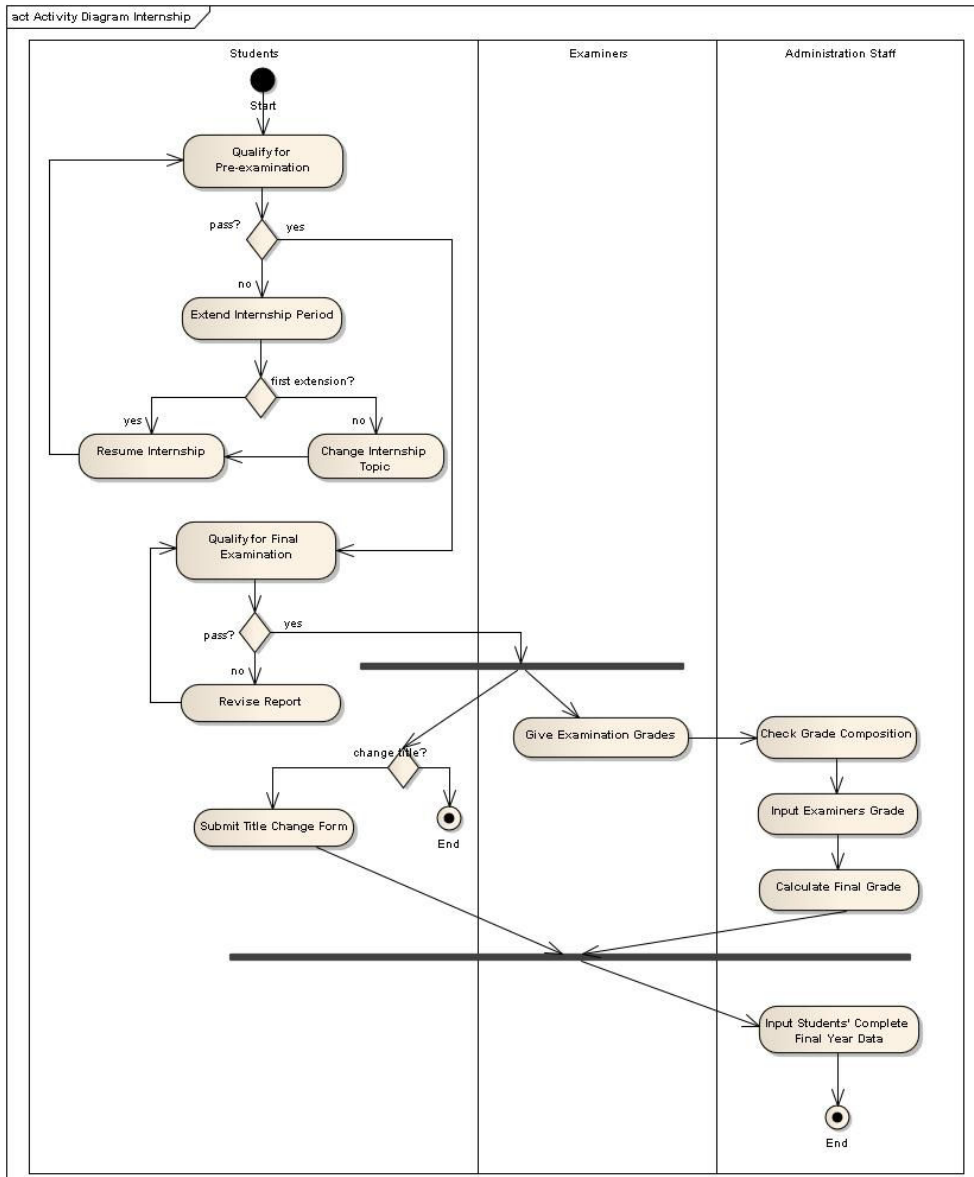 act Activity Diagram Internship
Students
Examiners
Administration Staff
Start
Qualify for
Pre-examination
pass?
yes
no
Extend Internship Period
first extension?
yes
no
Resume Internship
Change Internship
Topic
Qualify for Final
Examination
pass?
yes
no
Revise Report
Give Examination Grades
Check Grade Composition
change title?
Input Examiners Grade
Submit Title Change Form
End
Calculate Final Grade
Input Students' Complete
Final Year Data
End